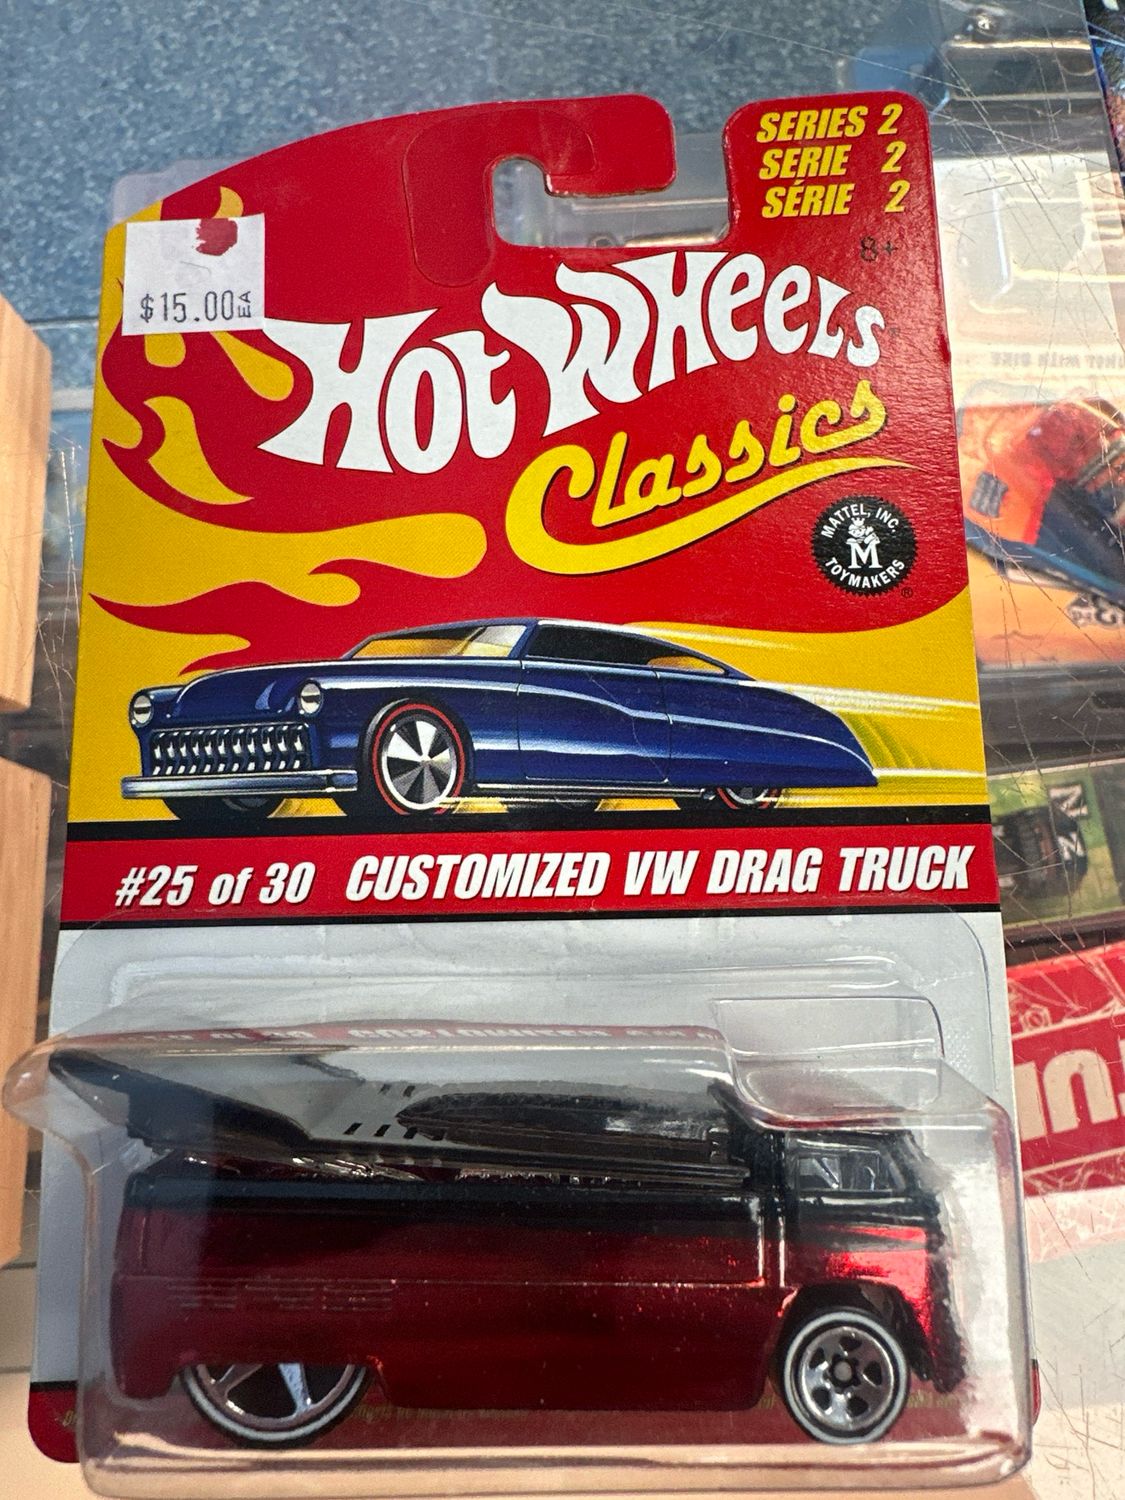 SERIES 2
SERIE 2
SÉRIE 2
8+
$15.00 EA
HOT WHEELS
Classics
MATTEL, INC.
M
TOYMAKERS
®
#25 of 30 CUSTOMIZED VW DRAG TRUCK